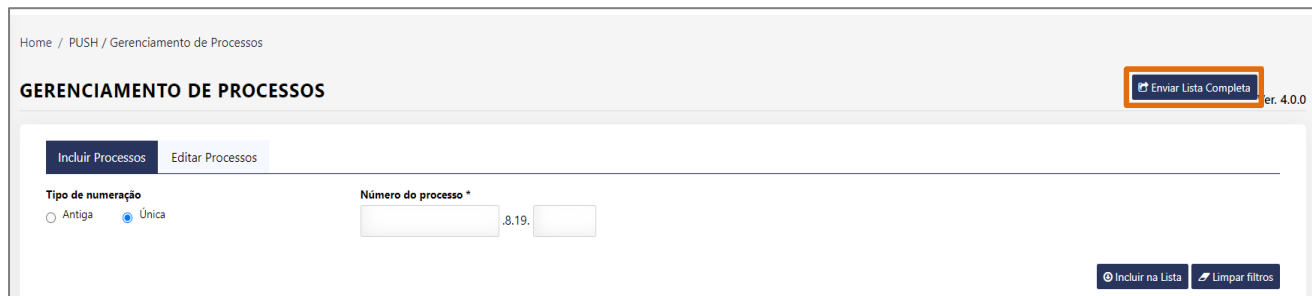 Home / PUSH / Gerenciamento de Processos
GERENCIAMENTO DE PROCESSOS
Enviar Lista Completa
Ver. 4.0.0
Incluir Processos Editar Processos
Tipo de numeração Número do processo *
Antiga Única .8.19.
Incluir na Lista Limpar filtros